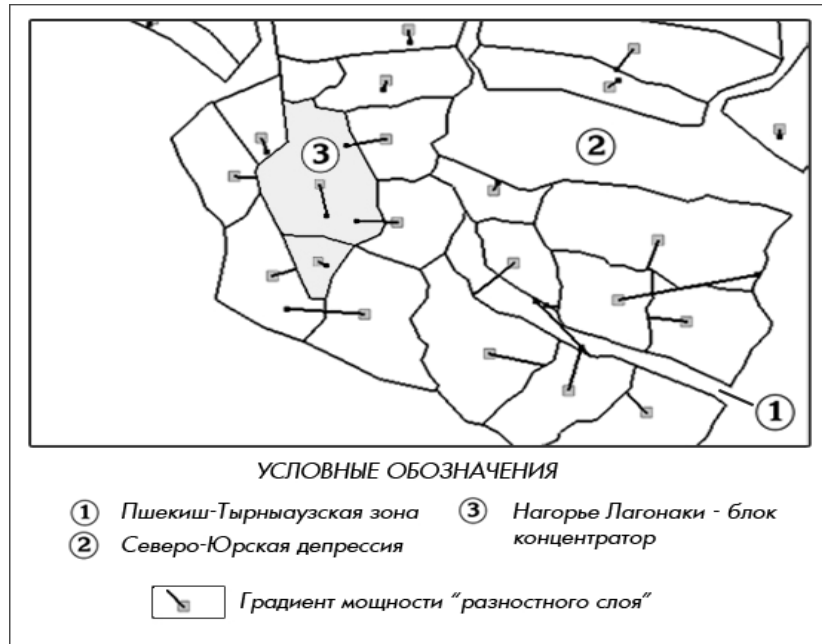 3
2
1
УСЛОВНЫЕ ОБОЗНАЧЕНИЯ
1 Пшекиш-Тырныаузская зона
2 Северо-Юрская депрессия
3 Нагорье Лагонаки - блок
концентратор
Градиент мощности "разностного слоя"